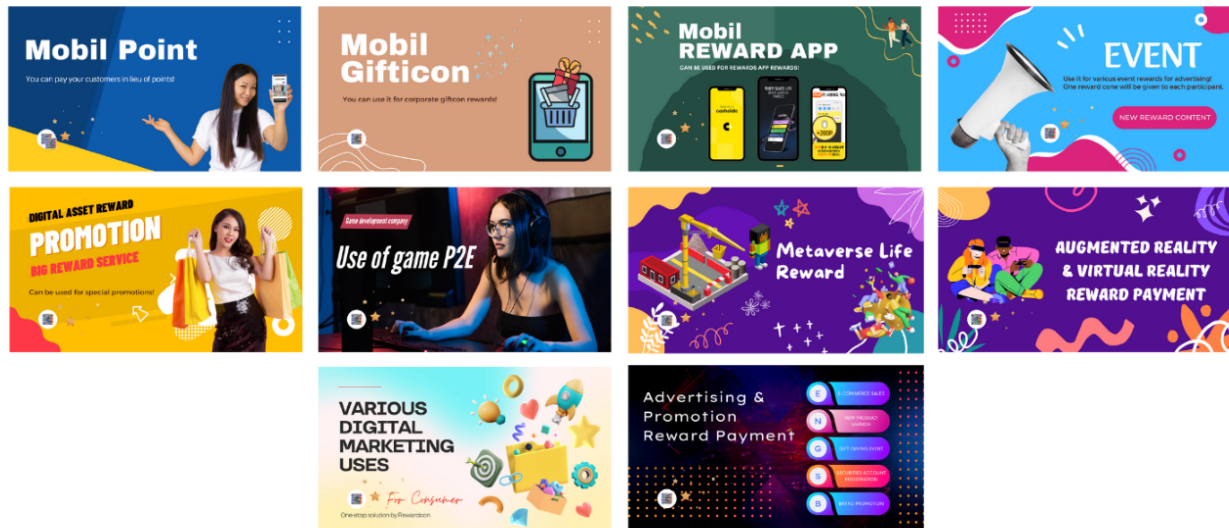 Mobil Point
You can pay your customers in lieu of points!
Mobil
Gifticon
You can use it for corporate gifticon rewards!
Mobil
REWARD APP
CAN BE USED FOR REWARDS APP REWARDS!
EVENT
Use it for various event rewards for advertising!
One reward cone will be given to each participant.
NEW REWARD CONTENT
DIGITAL ASSET REWARD
PROMOTION
BIG REWARD SERVICE
Can be used for special promotions!
Game development company
Use of game P2E
Metaverse Life
Reward
AUGMENTED REALITY
& VIRTUAL REALITY
REWARD PAYMENT
VARIOUS
DIGITAL
MARKETING
USES
For Consumer
One-stop solution by Rewardcon
Advertising &
Promotion
Reward Payment
E
E-COMMERCE SALES
N
NEW PRODUCT
LAUNCH
G
GIFT-GIVING EVENT
S
SECURITIES ACCOUNT
REGISTRATION
B
BRAND PROMOTION